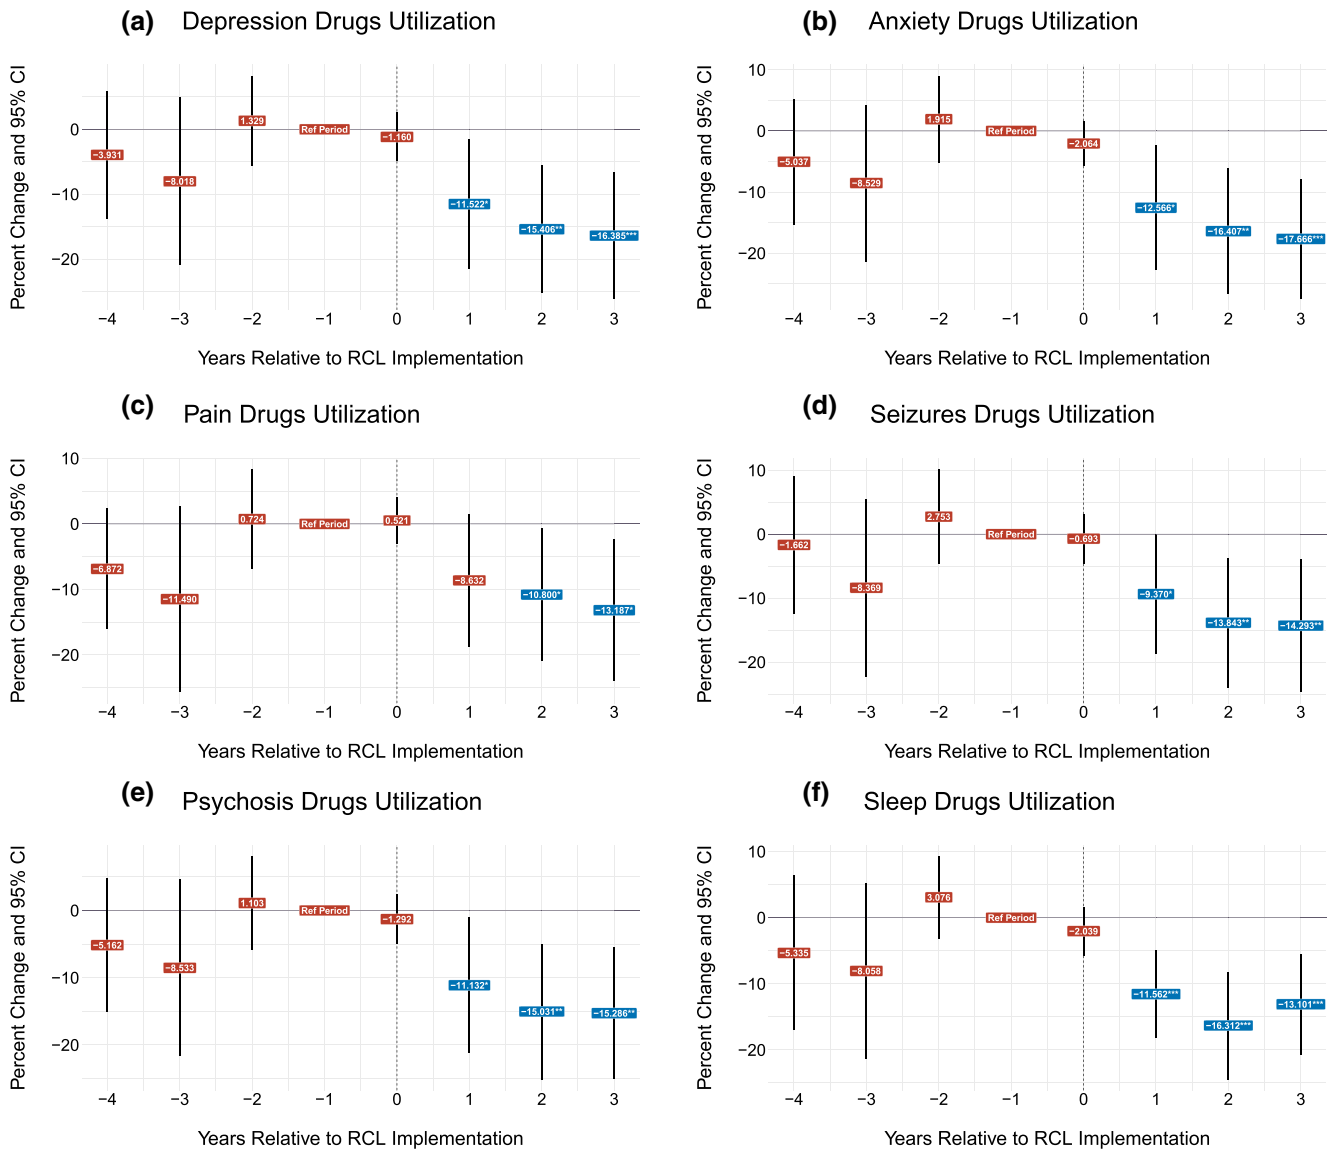 (a) Depression Drugs Utilization
Percent Change and 95% CI
0
−10
−20
−3.931
−8.018
1.329
Ref Period
−1.160
−11.522*
−15.406**
−16.385***
−4 −3 −2 −1 0 1 2 3
Years Relative to RCL Implementation
(b) Anxiety Drugs Utilization
Percent Change and 95% CI
10
0
−10
−20
−5.037
−8.529
1.915
Ref Period
−2.064
−12.566*
−16.407**
−17.666***
−4 −3 −2 −1 0 1 2 3
Years Relative to RCL Implementation
(c) Pain Drugs Utilization
Percent Change and 95% CI
10
0
−10
−20
−6.872
−11.490
0.724
Ref Period
0.521
−8.632
−10.800*
−13.187*
−4 −3 −2 −1 0 1 2 3
Years Relative to RCL Implementation
(d) Seizures Drugs Utilization
Percent Change and 95% CI
10
0
−10
−20
−1.662
−8.369
2.753
Ref Period
−0.693
−9.370*
−13.843**
−14.293**
−4 −3 −2 −1 0 1 2 3
Years Relative to RCL Implementation
(e) Psychosis Drugs Utilization
Percent Change and 95% CI
0
−10
−20
−5.162
−8.533
1.103
Ref Period
−1.292
−11.132*
−15.031**
−15.286**
−4 −3 −2 −1 0 1 2 3
Years Relative to RCL Implementation
(f) Sleep Drugs Utilization
Percent Change and 95% CI
10
0
−10
−20
−5.335
−8.058
3.076
Ref Period
−2.039
−11.562***
−16.312***
−13.101***
−4 −3 −2 −1 0 1 2 3
Years Relative to RCL Implementation